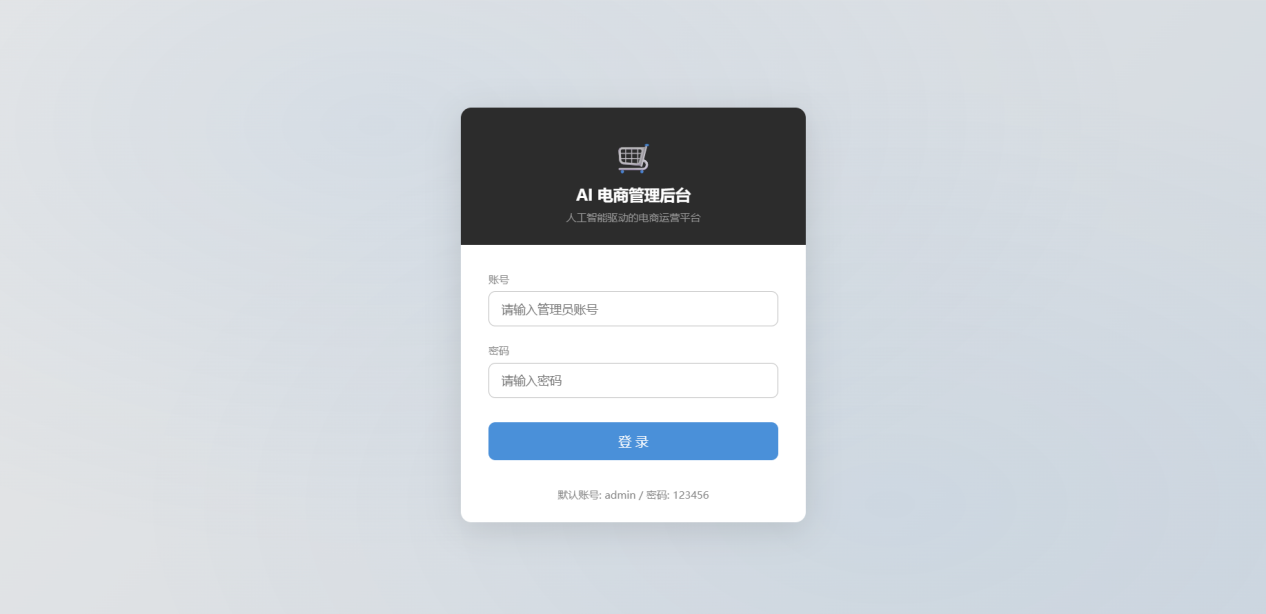 AI 电商管理后台
人工智能驱动的电商运营平台
账号
请输入管理员账号
密码
请输入密码
登 录
默认账号: admin / 密码: 123456